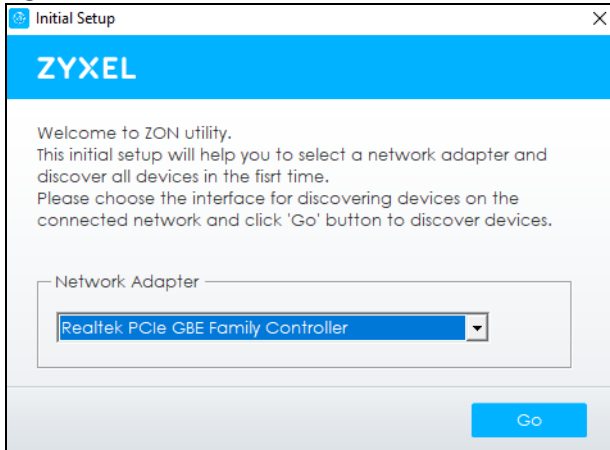 Initial Setup
ZYXEL
Welcome to ZON utility.
This initial setup will help you to select a network adapter and
discover all devices in the fisrt time.
Please choose the interface for discovering devices on the
connected network and click 'Go' button to discover devices.
Network Adapter
Realtek PCIe GBE Family Controller
Go